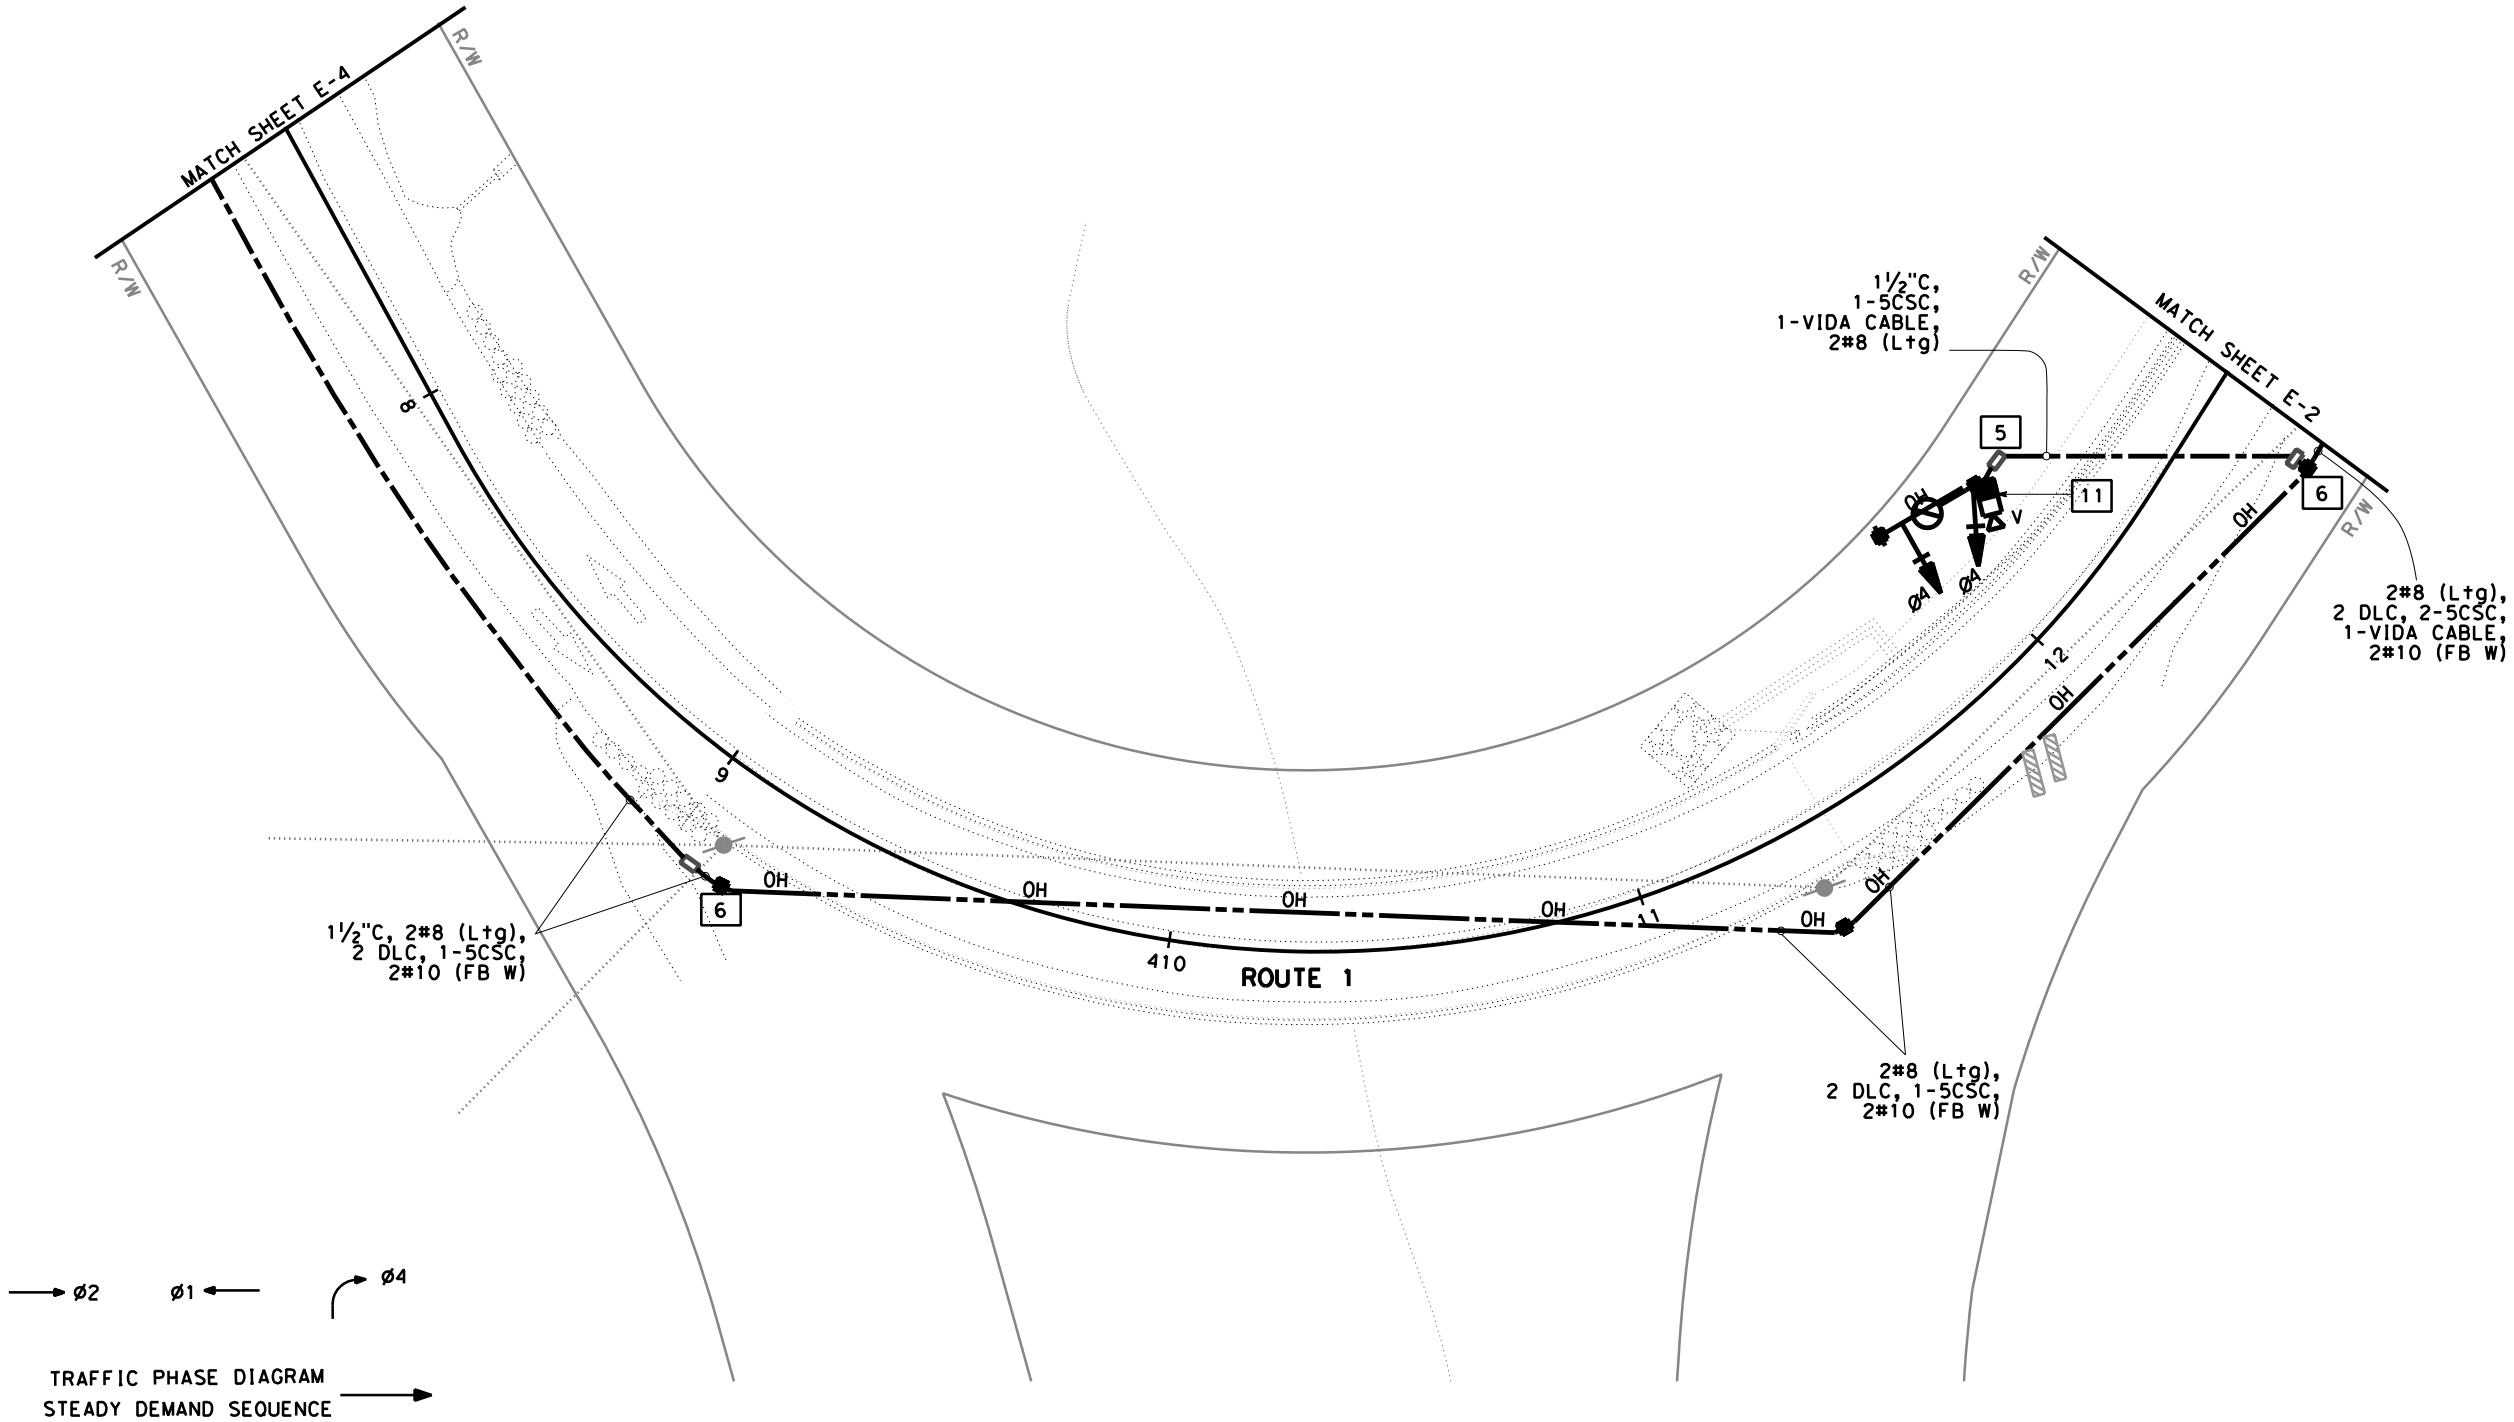 MATCH SHEET E-4
R/W
R/W
8
9
410
11
12
ROUTE 1
R/W
MATCH SHEET E-2
R/W
1½"C,
1-5CSC,
1-VIDA CABLE,
2#8 (Ltg)
5
OH
11
V
6
Ø4
Ø4
OH
2#8 (Ltg),
2 DLC, 2-5CSC,
1-VIDA CABLE,
2#10 (FB W)
OH
OH
OH
OH
OH
OH
OH
6
1½"C, 2#8 (Ltg),
2 DLC, 1-5CSC,
2#10 (FB W)
2#8 (Ltg),
2 DLC, 1-5CSC,
2#10 (FB W)
Ø2
Ø1
Ø4
TRAFFIC PHASE DIAGRAM
STEADY DEMAND SEQUENCE